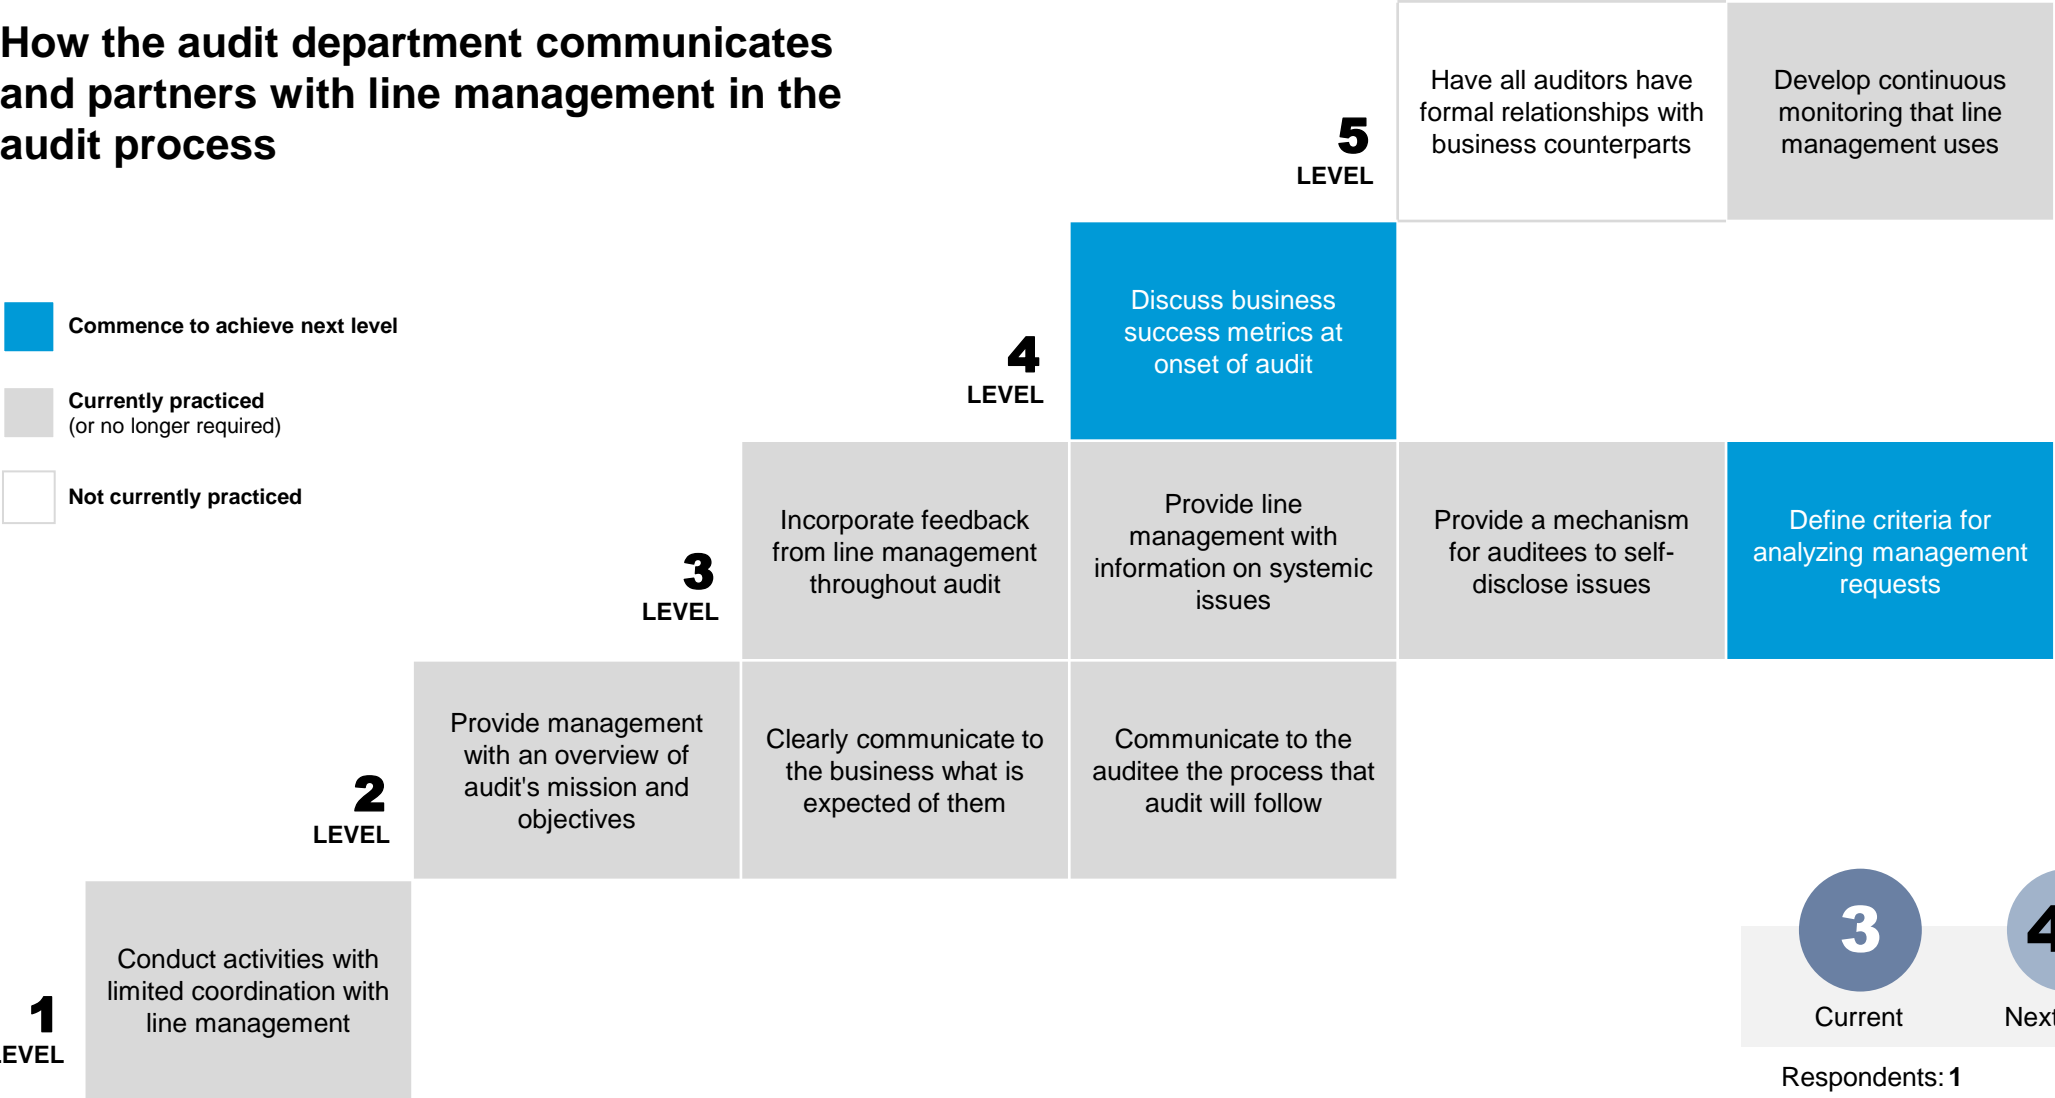 How the audit department communicates
and partners with line management in the
audit process
Commence to achieve next level
Currently practiced
(or no longer required)
Not currently practiced
5
LEVEL
Have all auditors have
formal relationships with
business counterparts
Develop continuous
monitoring that line
management uses
4
LEVEL
Discuss business
success metrics at
onset of audit
3
LEVEL
Incorporate feedback
from line management
throughout audit
Provide line
management with
information on systemic
issues
Provide a mechanism
for auditees to self-
disclose issues
Define criteria for
analyzing management
requests
2
LEVEL
Provide management
with an overview of
audit's mission and
objectives
Clearly communicate to
the business what is
expected of them
Communicate to the
auditee the process that
audit will follow
1
LEVEL
Conduct activities with
limited coordination with
line management
3
Current
4
Next
Respondents: 1